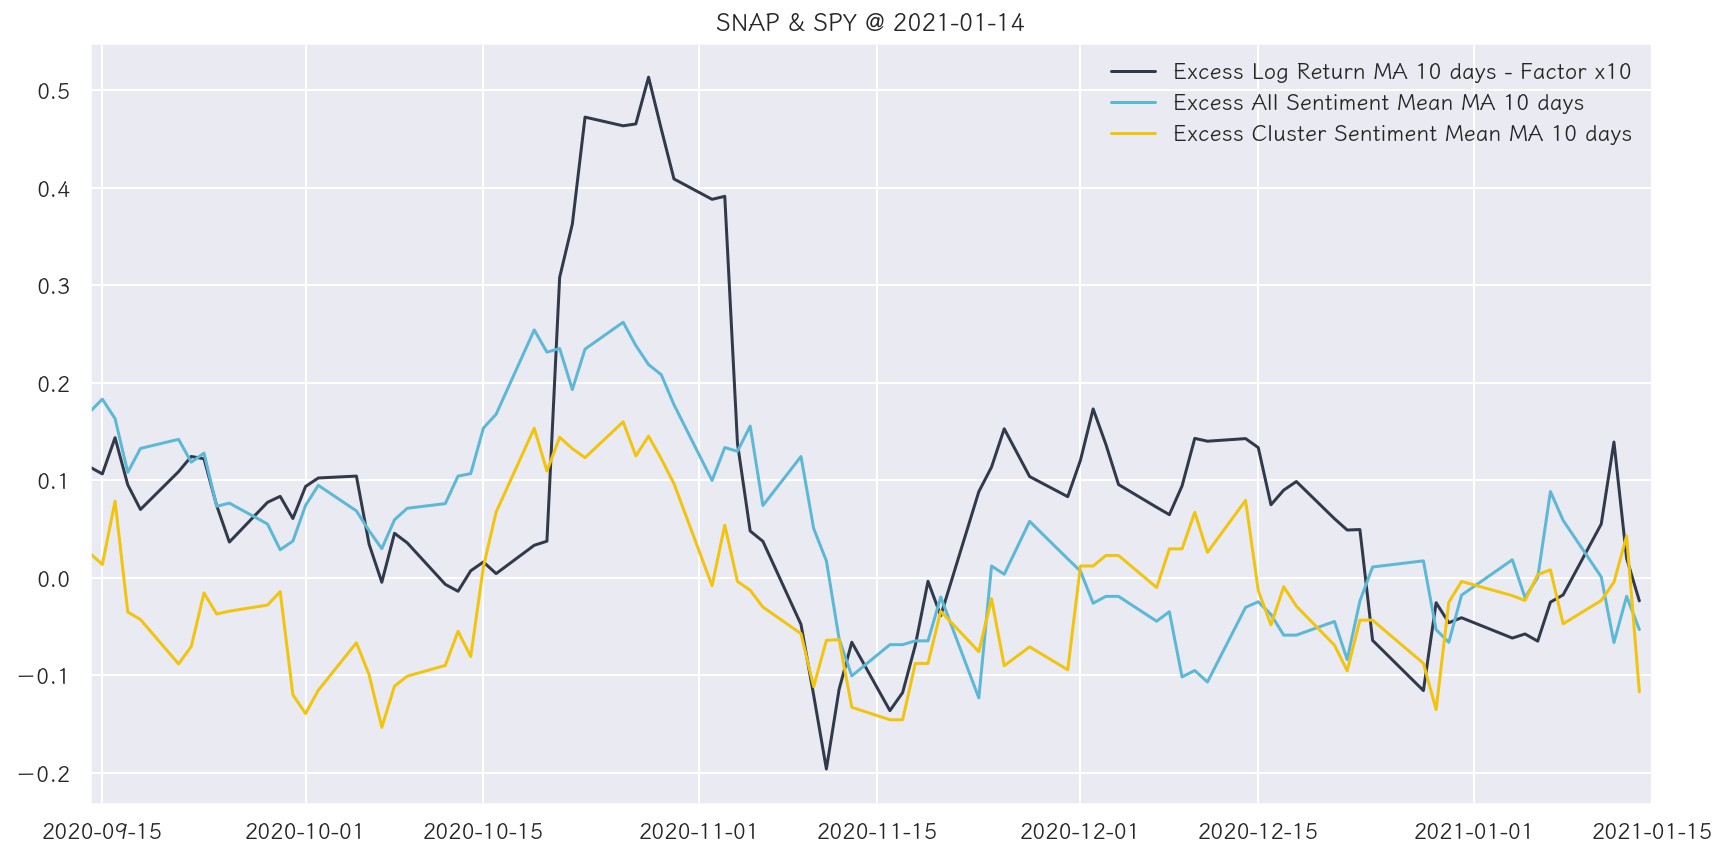 SNAP & SPY @ 2021-01-14
Excess Log Return MA 10 days - Factor x10
Excess All Sentiment Mean MA 10 days
Excess Cluster Sentiment Mean MA 10 days
0.5
0.4
0.3
0.2
0.1
0.0
−0.1
−0.2
2020-09-15 2020-10-01 2020-10-15 2020-11-01 2020-11-15 2020-12-01 2020-12-15 2021-01-01 2021-01-15